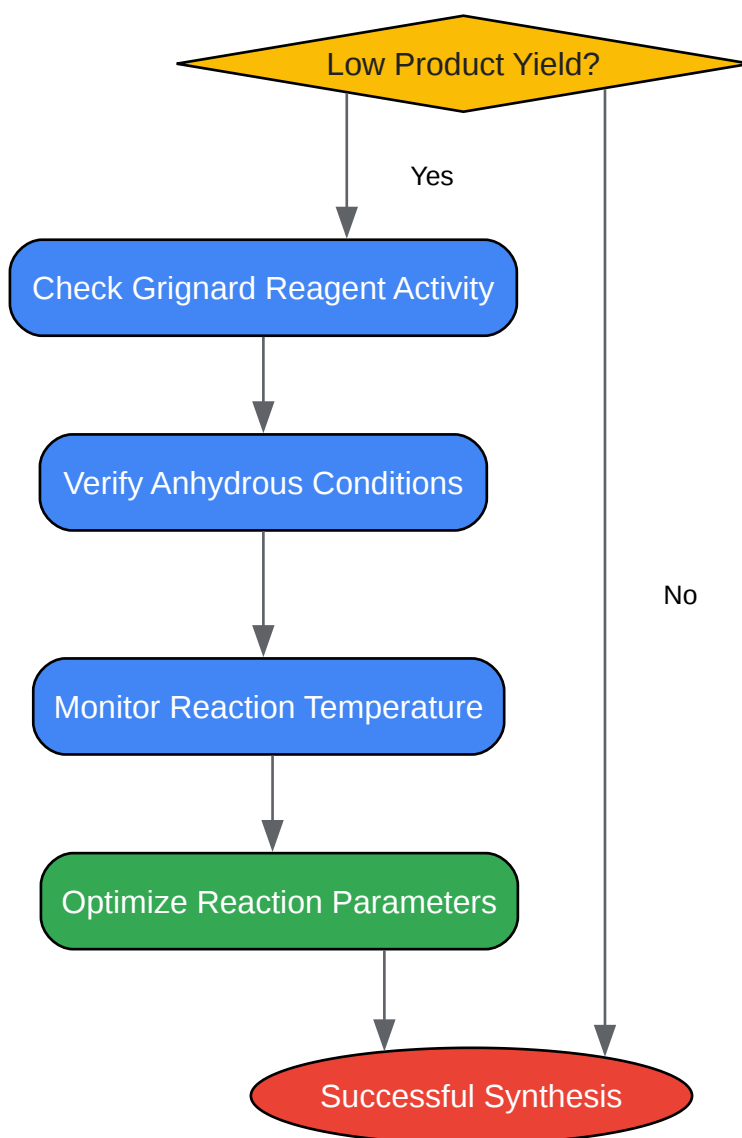 Low Product Yield?
Yes
Check Grignard Reagent Activity
Verify Anhydrous Conditions
No
Monitor Reaction Temperature
Optimize Reaction Parameters
Successful Synthesis